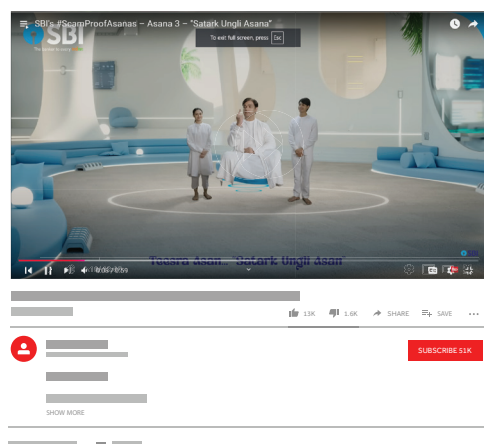 SBI's #ScamProofAsanas – Asana 3 – "Satark Ungli Asana"
SBI
To exit full screen, press Esc
Teesra Asan... "Satark Ungli Asan"
13K
1.6K
SHARE
SAVE
SUBSCRIBE 51K
SHOW MORE